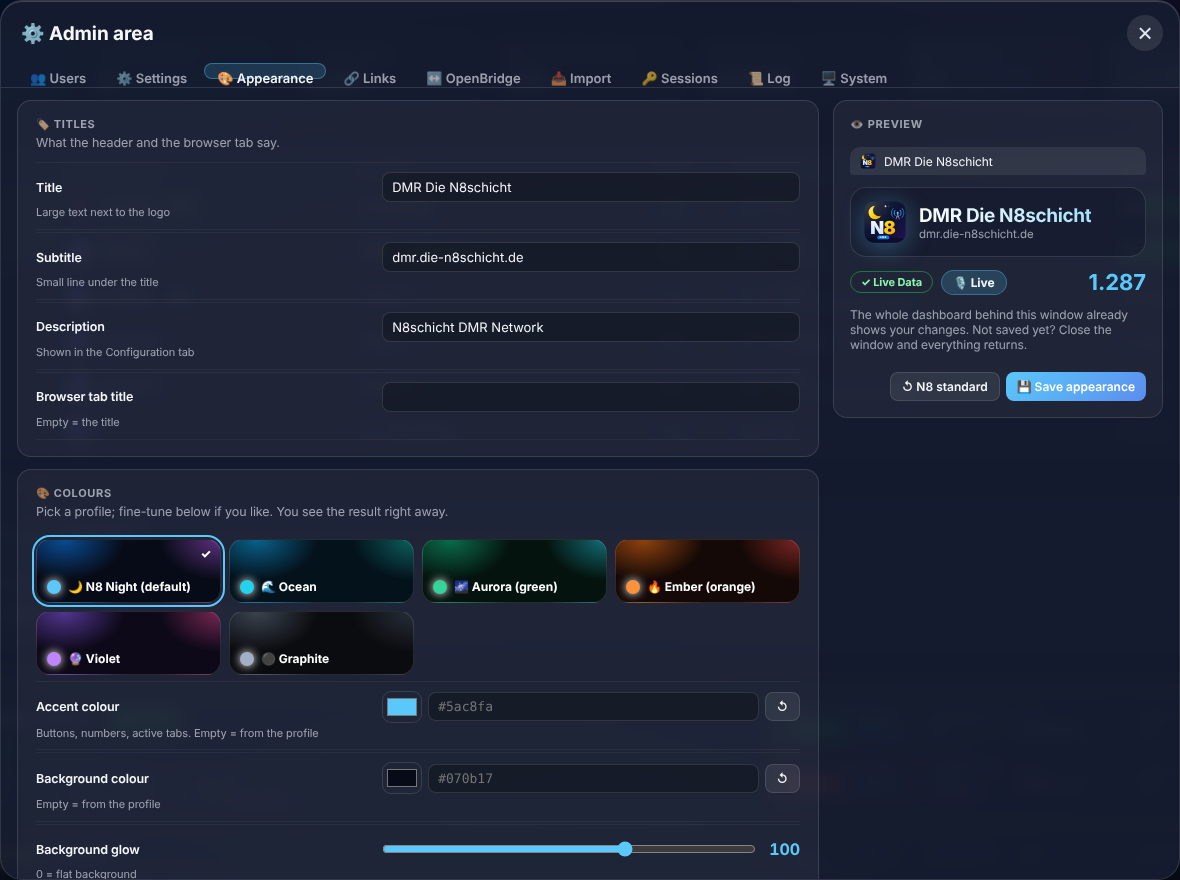 Admin area
Users
Settings
Appearance
Links
OpenBridge
Import
Sessions
Log
System
TITLES
What the header and the browser tab say.
Title
DMR Die N8schicht
Large text next to the logo
Subtitle
dmr.die-n8schicht.de
Small line under the title
Description
N8schicht DMR Network
Shown in the Configuration tab
Browser tab title
Empty = the title
PREVIEW
DMR Die N8schicht
N8
DMR Die N8schicht
dmr.die-n8schicht.de
✓ Live Data
Live
1.287
The whole dashboard behind this window already
shows your changes. Not saved yet? Close the
window and everything returns.
N8 standard
Save appearance
COLOURS
Pick a profile; fine-tune below if you like. You see the result right away.
N8 Night (default)
Ocean
Aurora (green)
Ember (orange)
Violet
Graphite
Accent colour
#5ac8fa
Buttons, numbers, active tabs. Empty = from the profile
Background colour
#070b17
Empty = from the profile
Background glow
100
0 = flat background